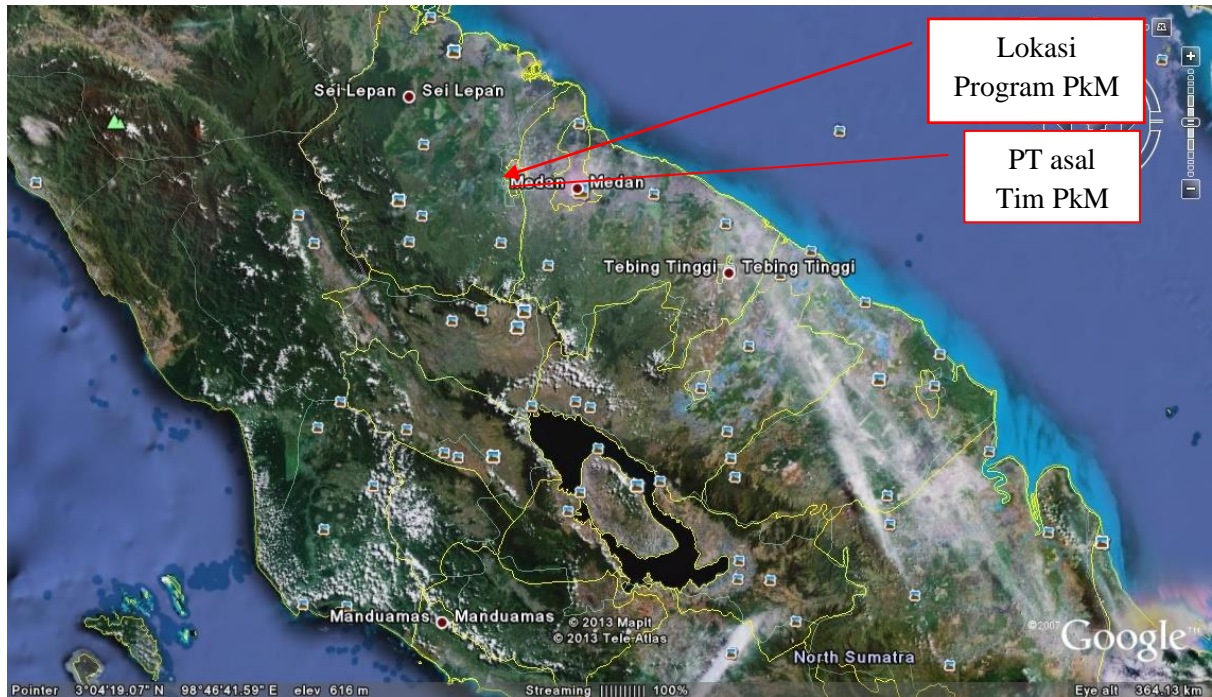 Lokasi
Program PkM
PT asal
Tim PkM
Sei Lepan Sei Lepan
Medan Medan
Tebing Tinggi Tebing Tinggi
Manduamas Manduamas
© 2013 MapIt
© 2013 Tele Atlas
©2007 Google™
North Sumatra
Pointer 3°04'19.07" N 98°46'41.59" E elev 616 m Streaming 100% Eye alt 364.13 km